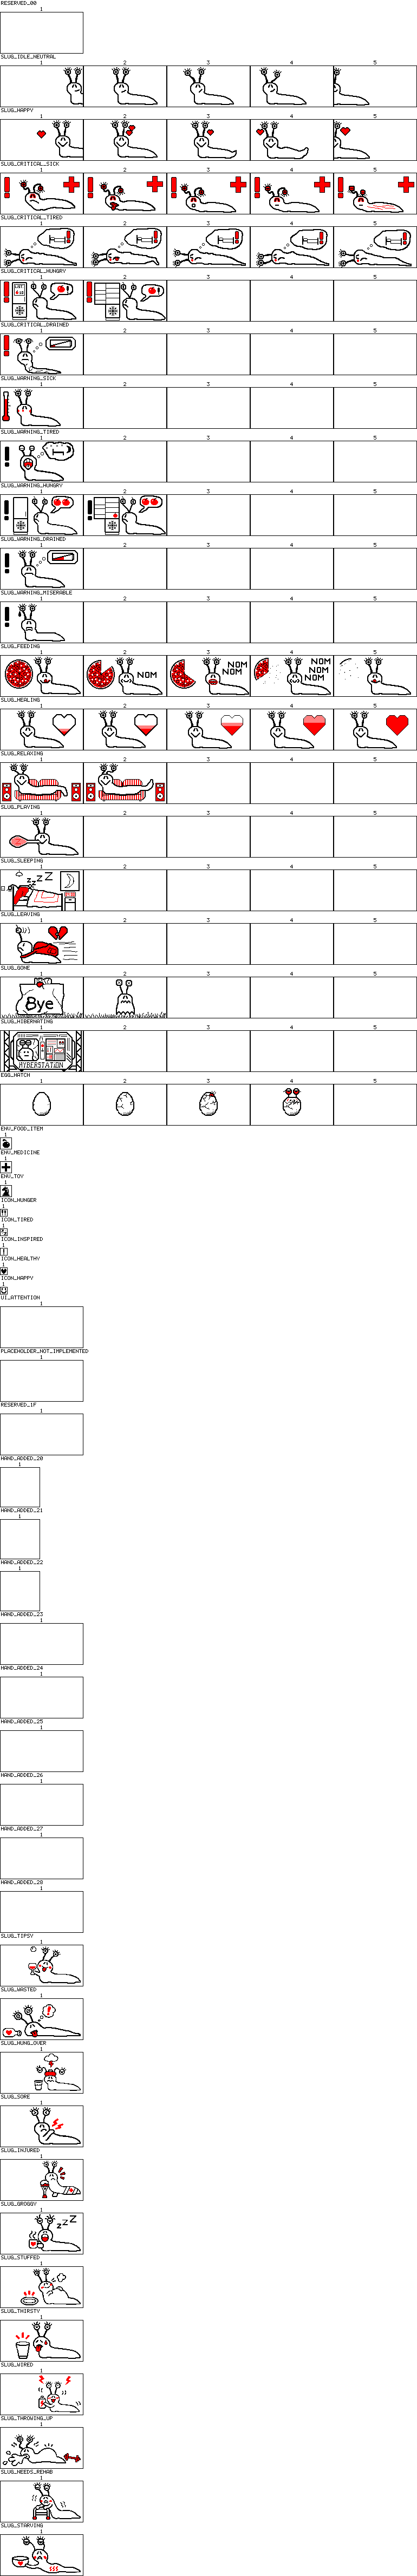 RESERVED_00
1
SLUG_IDLE_NEUTRAL
1 2 3 4 5
SLUG_HAPPY
1 2 3 4 5
SLUG_CRITICAL_SICK
1 2 3 4 5
SLUG_CRITICAL_TIRED
1 2 3 4 5
SLUG_CRITICAL_HUNGRY
1 2 3 4 5
SLUG_CRITICAL_DRAINED
1 2 3 4 5
SLUG_WARNING_SICK
1 2 3 4 5
SLUG_WARNING_TIRED
1 2 3 4 5
SLUG_WARNING_HUNGRY
1 2 3 4 5
SLUG_WARNING_DRAINED
1 2 3 4 5
SLUG_WARNING_MISERABLE
1 2 3 4 5
SLUG_FEEDING
1 2 3 4 5
NOM
NOM
NOM
NOM
NOM
NOM
SLUG_HEALING
1 2 3 4 5
SLUG_RELAXING
1 2 3 4 5
SLUG_PLAYING
1 2 3 4 5
SLUG_SLEEPING
1 2 3 4 5
zzZZ
SLUG_LEAVING
1 2 3 4 5
SLUG_GONE
1 2 3 4 5
Bye
SLUG_HIBERNATING
1 2 3 4 5
HYBERSTATION
EGG_HATCH
1 2 3 4 5
ENV_FOOD_ITEM
1
ENV_MEDICINE
1
ENV_TOY
1
ICON_HUNGER
1
ICON_TIRED
1
ICON_INSPIRED
1
ICON_HEALTHY
1
ICON_HAPPY
1
UI_ATTENTION
1
PLACEHOLDER_NOT_IMPLEMENTED
1
RESERVED_1F
1
HAND_ADDED_20
1
HAND_ADDED_21
1
HAND_ADDED_22
1
HAND_ADDED_23
1
HAND_ADDED_24
1
HAND_ADDED_25
1
HAND_ADDED_26
1
HAND_ADDED_27
1
HAND_ADDED_28
1
SLUG_TIPSY
1
SLUG_WASTED
1
SLUG_HUNG_OVER
1
SLUG_SORE
1
SLUG_INJURED
1
SLUG_GROGGY
1
zzZ
SLUG_STUFFED
1
SLUG_THIRSTY
1
SLUG_WIRED
1
SLUG_THROWING_UP
1
SLUG_NEEDS_REHAB
1
SLUG_STARVING
1